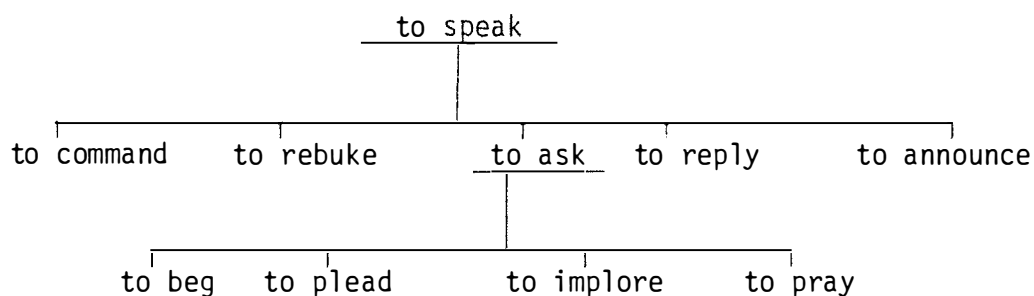 to speak
to command to rebuke to ask to reply to announce
to beg to plead to implore to pray